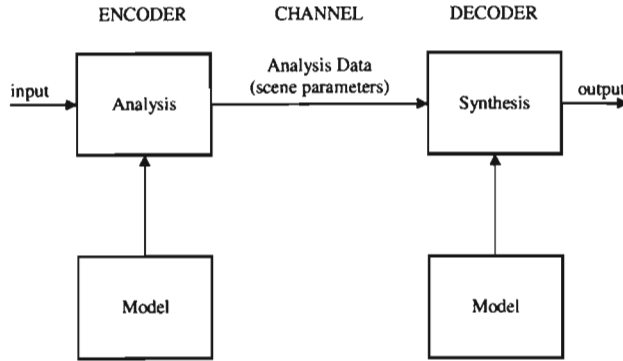 ENCODER
CHANNEL
DECODER
input
Analysis
Analysis Data
(scene parameters)
Synthesis
output
Model
Model